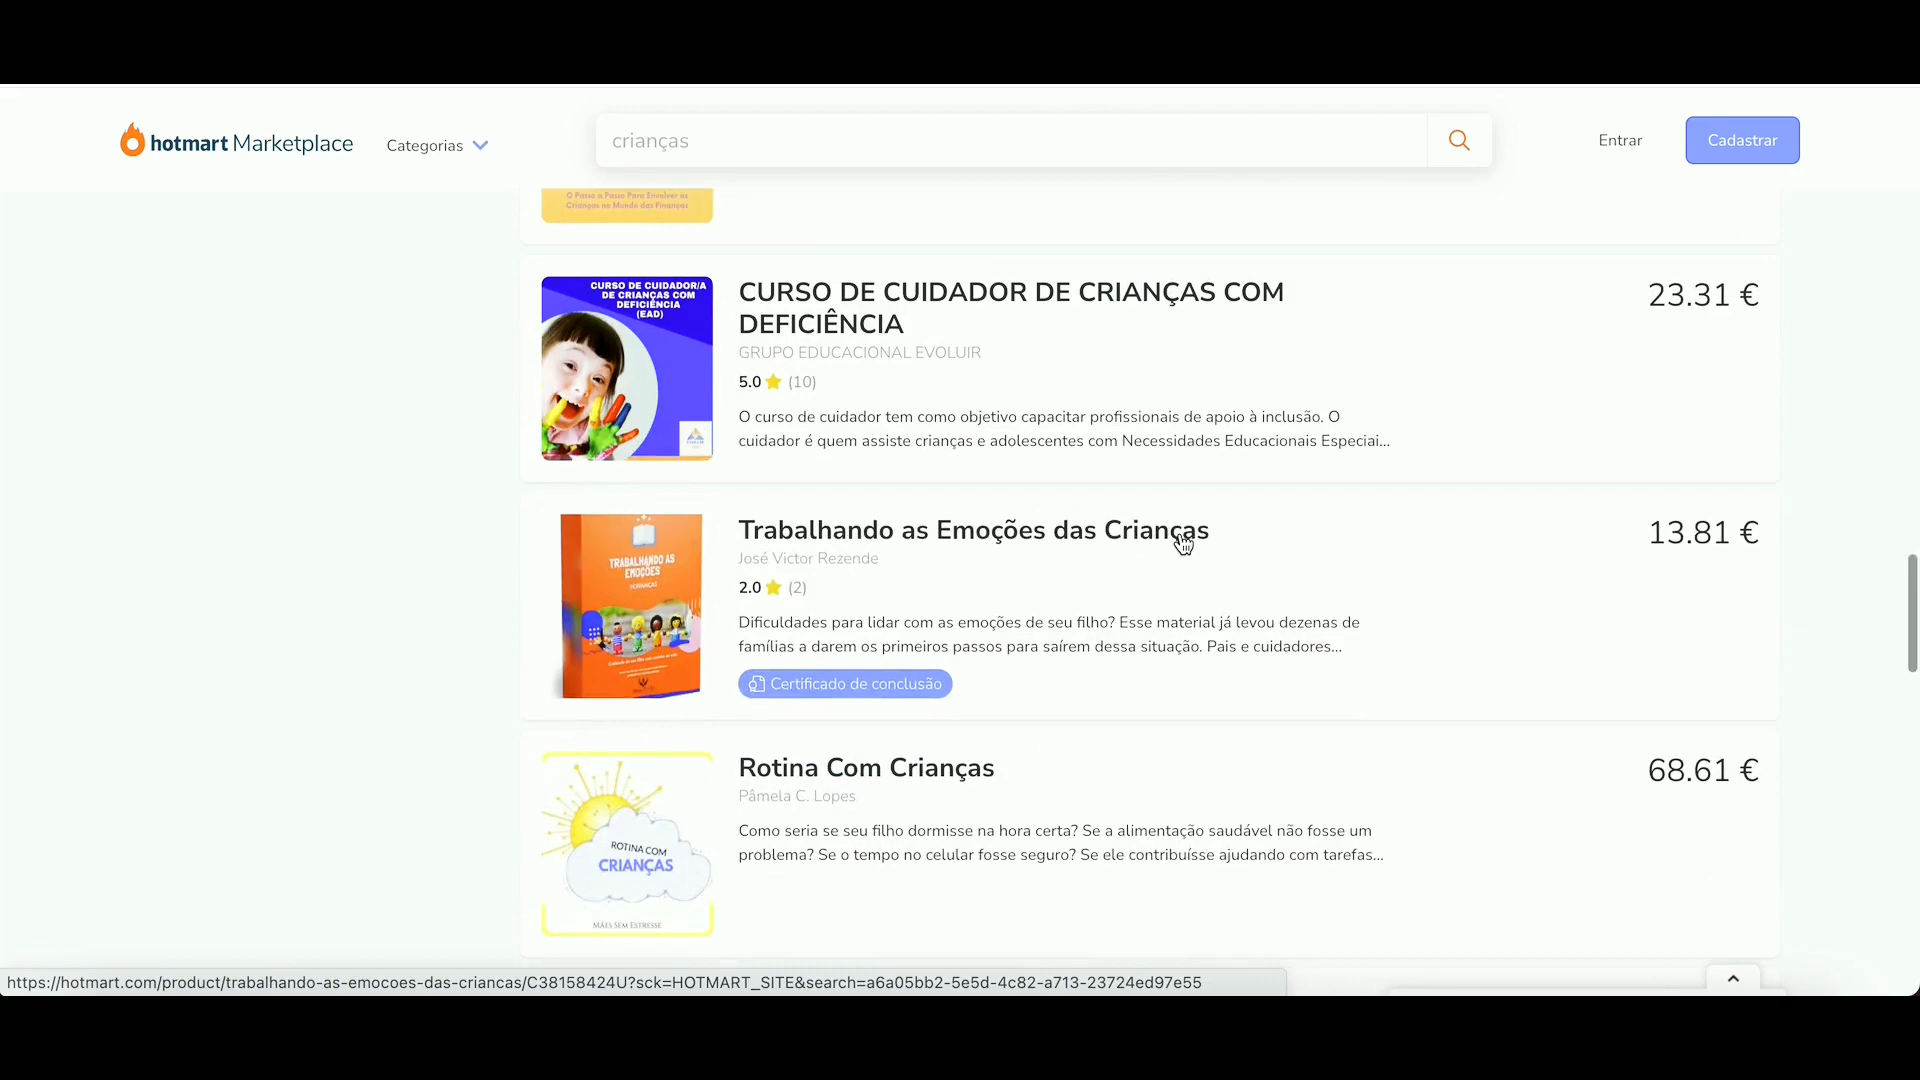 hotmart Marketplace
Categorias
crianças
Entrar
Cadastrar
O Passo a Passo Para Envolver as
Crianças no Mundo das Finanças
CURSO DE CUIDADOR/A
DE CRIANÇAS COM
DEFICIÊNCIA
(EAD)
CURSO DE CUIDADOR DE CRIANÇAS COM
DEFICIÊNCIA
GRUPO EDUCACIONAL EVOLUIR
5.0 (10)
O curso de cuidador tem como objetivo capacitar profissionais de apoio à inclusão. O
cuidador é quem assiste crianças e adolescentes com Necessidades Educacionais Especiai...
23.31 €
TRABALHANDO AS
EMOÇÕES
Trabalhando as Emoções das Crianças
José Victor Rezende
2.0 (2)
Dificuldades para lidar com as emoções de seu filho? Esse material já levou dezenas de
famílias a darem os primeiros passos para saírem dessa situação. Pais e cuidadores...
Certificado de conclusão
13.81 €
ROTINA COM
CRIANÇAS
MÃES SEM ESTRESSE
Rotina Com Crianças
Pâmela C. Lopes
Como seria se seu filho dormisse na hora certa? Se a alimentação saudável não fosse um
problema? Se o tempo no celular fosse seguro? Se ele contribuísse ajudando com tarefas...
68.61 €
https://hotmart.com/product/trabalhando-as-emocoes-das-criancas/C38158424U?sck=HOTMART_SITE&search=a6a05bb2-5e5d-4c82-a713-23724ed97e55